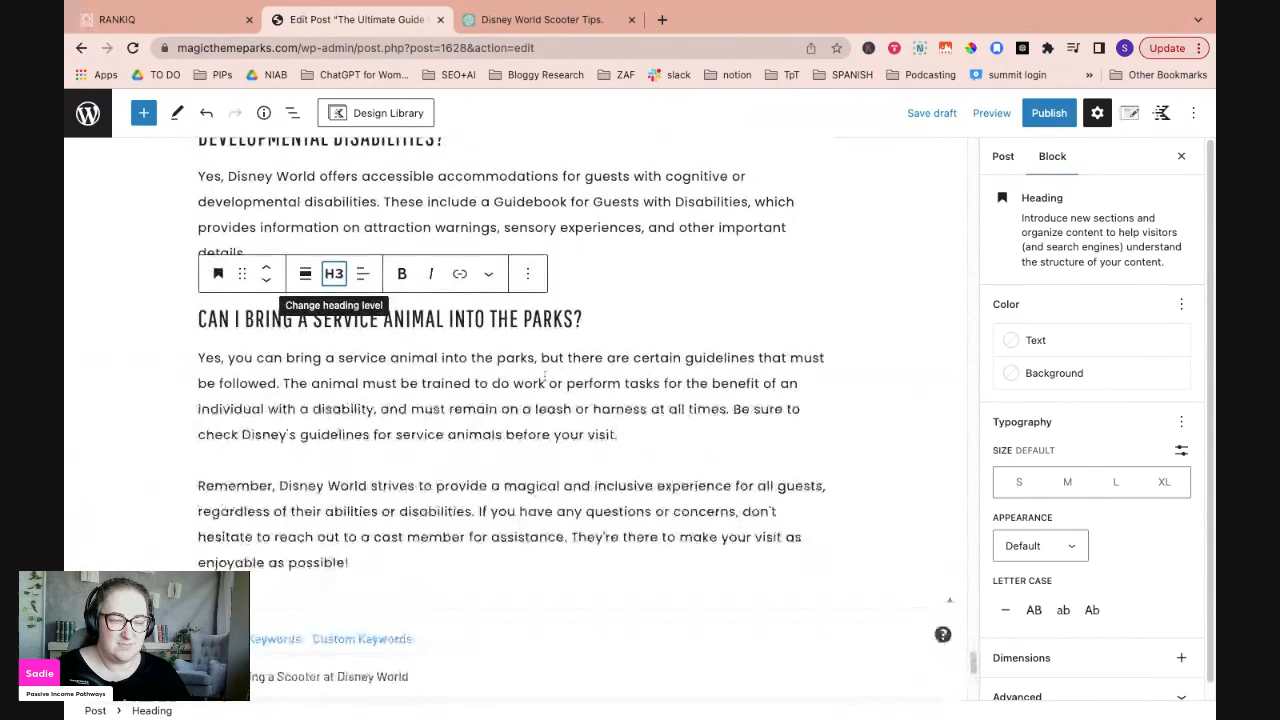 RANKIQ
Edit Post “The Ultimate Guide
Disney World Scooter Tips.
magicthemeparks.com/wp-admin/post.php?post=1628&action=edit
S
Update
Apps
TO DO
PIPs
NIAB
ChatGPT for Wom...
SEO+AI
Bloggy Research
ZAF
slack
notion
TpT
SPANISH
Podcasting
summit login
»
Other Bookmarks
Design Library
Save draft
Preview
Publish
DEVELOPMENTAL DISABILITIES?
Yes, Disney World offers accessible accommodations for guests with cognitive or
developmental disabilities. These include a Guidebook for Guests with Disabilities, which
provides information on attraction warnings, sensory experiences, and other important
details.
H3
B
I
Change heading level
CAN I BRING A SERVICE ANIMAL INTO THE PARKS?
Yes, you can bring a service animal into the parks, but there are certain guidelines that must
be followed. The animal must be trained to do work or perform tasks for the benefit of an
individual with a disability, and must remain on a leash or harness at all times. Be sure to
check Disney's guidelines for service animals before your visit.
Remember, Disney World strives to provide a magical and inclusive experience for all guests,
regardless of their abilities or disabilities. If you have any questions or concerns, don't
hesitate to reach out to a cast member for assistance. They're there to make your visit as
enjoyable as possible!
Keywords
Custom Keywords
ng a Scooter at Disney World
Post
Block
Heading
Introduce new sections and
organize content to help visitors
(and search engines) understand
the structure of your content.
Color
Text
Background
Typography
SIZE DEFAULT
S
M
L
XL
APPEARANCE
Default
LETTER CASE
AB
ab
Ab
Dimensions
Advanced
Sadie
Passive Income Pathways
Post > Heading